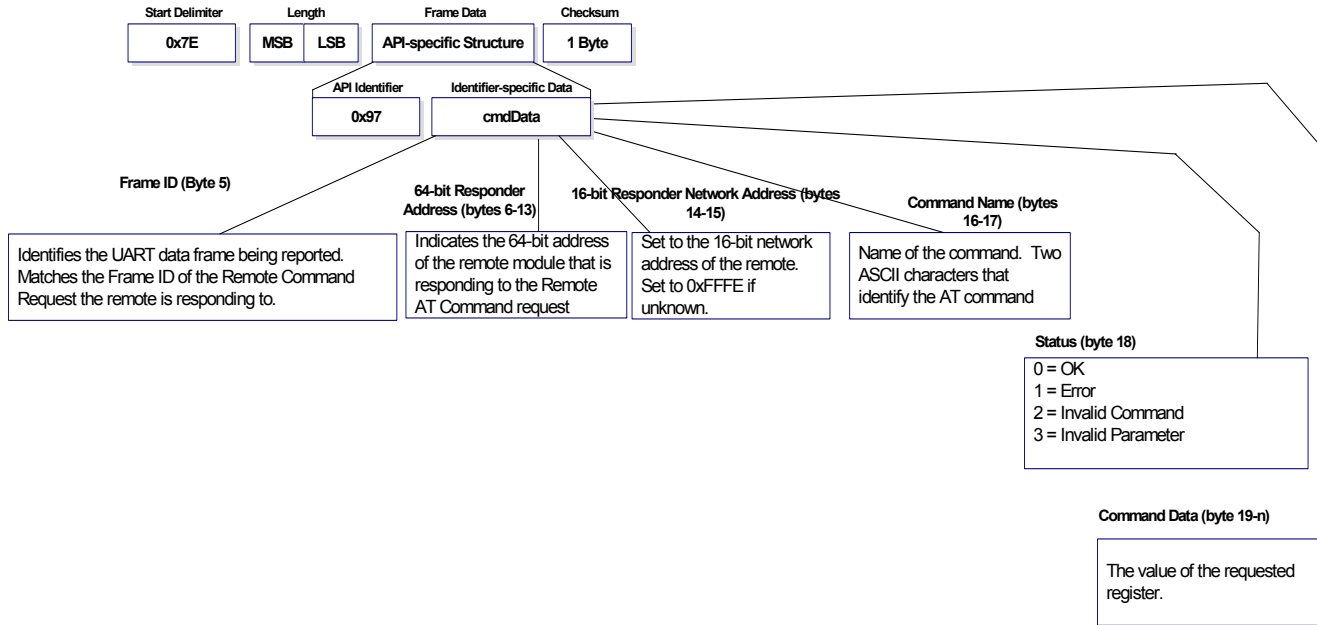 Start Delimiter
Length
Frame Data
Checksum
0x7E
MSB
LSB
API-specific Structure
1 Byte
API Identifier
Identifier-specific Data
0x97
cmdData
Frame ID (Byte 5)
Identifies the UART data frame being reported.
Matches the Frame ID of the Remote Command
Request the remote is responding to.
64-bit Responder
Address (bytes 6-13)
Indicates the 64-bit address
of the remote module that is
responding to the Remote
AT Command request
16-bit Responder Network Address (bytes
14-15)
Set to the 16-bit network
address of the remote.
Set to 0xFFFE if
unknown.
Command Name (bytes
16-17)
Name of the command. Two
ASCII characters that
identify the AT command
Status (byte 18)
0 = OK
1 = Error
2 = Invalid Command
3 = Invalid Parameter
Command Data (byte 19-n)
The value of the requested
register.